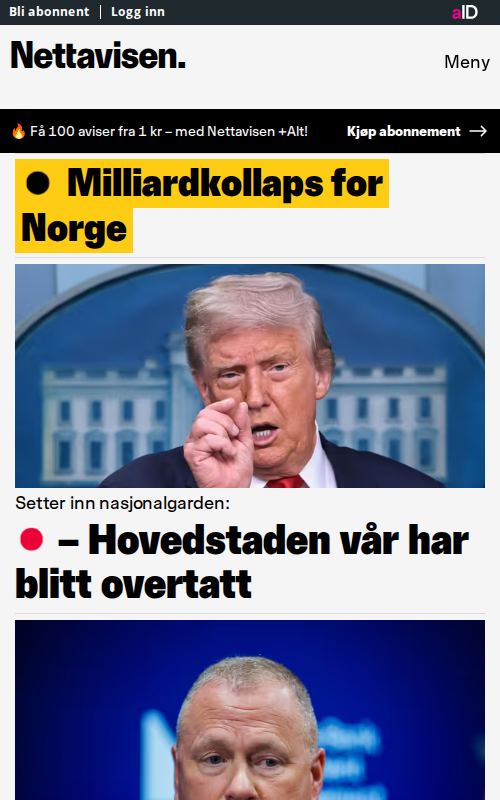 Bli abonnent | Logg inn
aID
Nettavisen.
Meny
🔥 Få 100 aviser fra 1 kr – med Nettavisen +Alt!
Kjøp abonnement →
Milliardkollaps for
Norge
Setter inn nasjonalgarden:
– Hovedstaden vår har
blitt overtatt